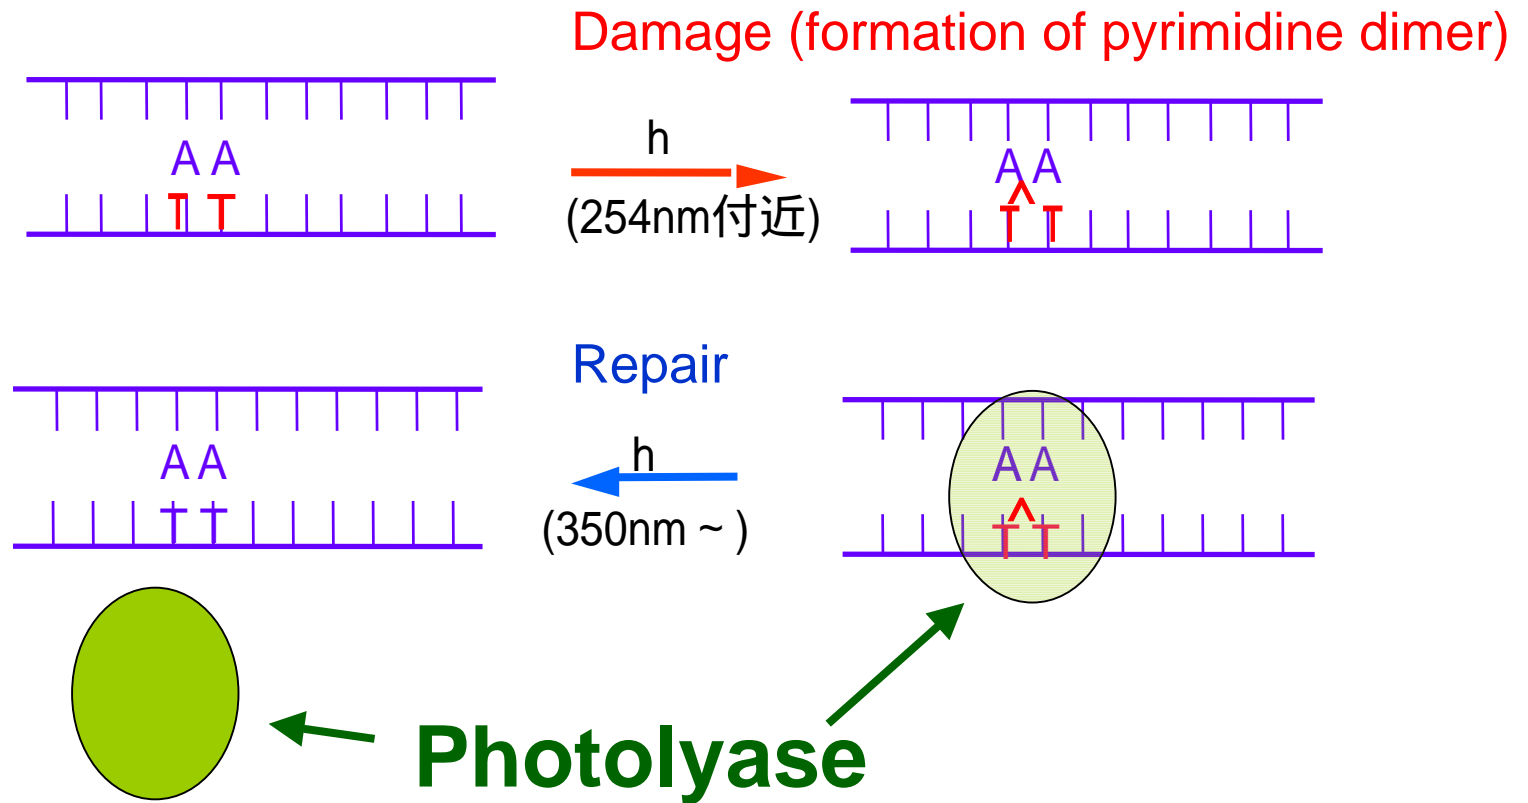 Damage (formation of pyrimidine dimer)
A A
T T
h
(254nm付近)
A A
^
T T
Repair
A A
T T
h
(350nm ~ )
A A
^
T T
Photolyase